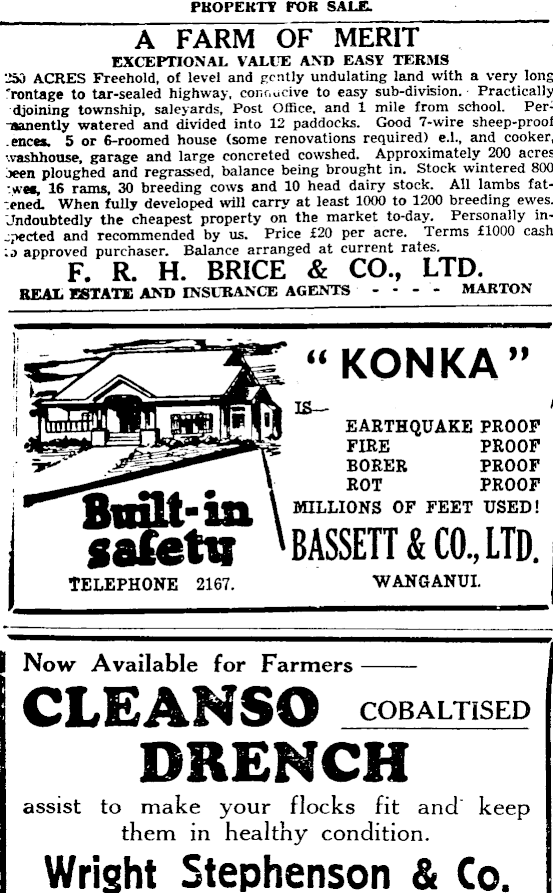 PROPERTY FOR SALE.
A FARM OF MERIT
EXCEPTIONAL VALUE AND EASY TERMS
250 ACRES Freehold, of level and gently undulating land with a very long
frontage to tar-sealed highway, conducive to easy sub-division. Practically
djoining township, saleyards, Post Office, and 1 mile from school. Per-
manently watered and divided into 12 paddocks. Good 7-wire sheep-proof
ences. 5 or 6-roomed house (some renovations required) e.l., and cooker,
washhouse, garage and large concreted cowshed. Approximately 200 acres
been ploughed and regrassed, balance being brought in. Stock wintered 800
wes, 16 rams, 30 breeding cows and 10 head dairy stock. All lambs fat-
ened. When fully developed will carry at least 1000 to 1200 breeding ewes.
Undoubtedly the cheapest property on the market to-day. Personally in-
pected and recommended by us. Price £20 per acre. Terms £1000 cash
to approved purchaser. Balance arranged at current rates.
F. R. H. BRICE & CO., LTD.
REAL ESTATE AND INSURANCE AGENTS - - - - MARTON
"KONKA"
IS—
EARTHQUAKE PROOF
FIRE PROOF
BORER PROOF
ROT PROOF
MILLIONS OF FEET USED!
BASSETT & CO., LTD.
WANGANUI.
Built-in
safety
TELEPHONE 2167.
Now Available for Farmers —
CLEANSO COBALTISED
DRENCH
assist to make your flocks fit and keep
them in healthy condition.
Wright Stephenson & Co.